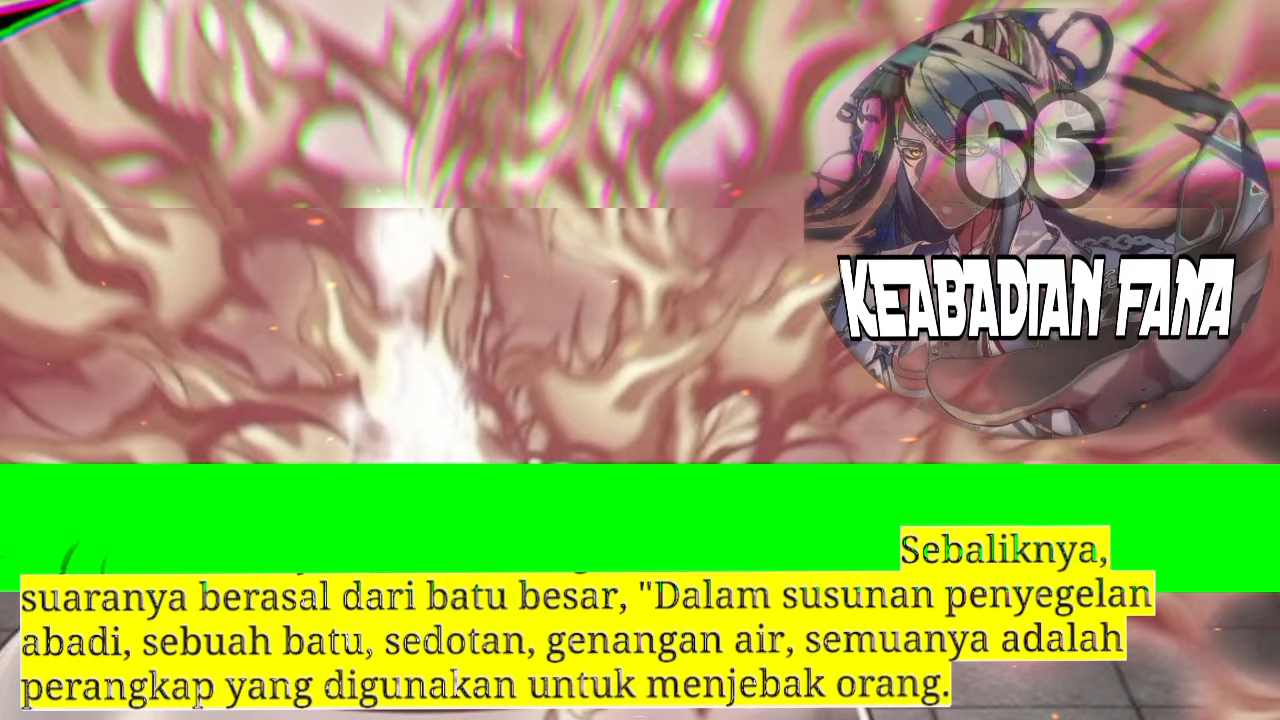 66
KEABADIAN FANA
Sebaliknya,
suaranya berasal dari batu besar, "Dalam susunan penyegelan
abadi, sebuah batu, sedotan, genangan air, semuanya adalah
perangkap yang digunakan untuk menjebak orang.